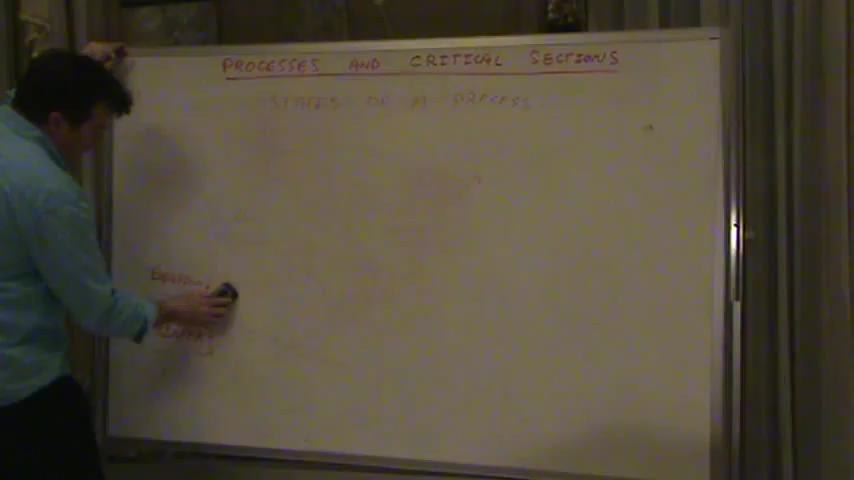 PROCESSES AND CRITICAL SECTIONS
STATES OF A PROCESS